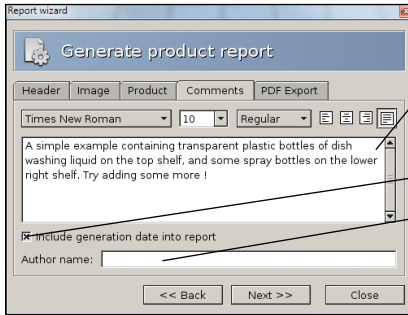 Report wizard
Generate product report
Header Image Product Comments PDF Export
Times New Roman 10 Regular
A simple example containing transparent plastic bottles of dish
washing liquid on the top shelf, and some spray bottles on the lower
right shelf. Try adding some more !
Include generation date into report
Author name:
<< Back Next >> Close